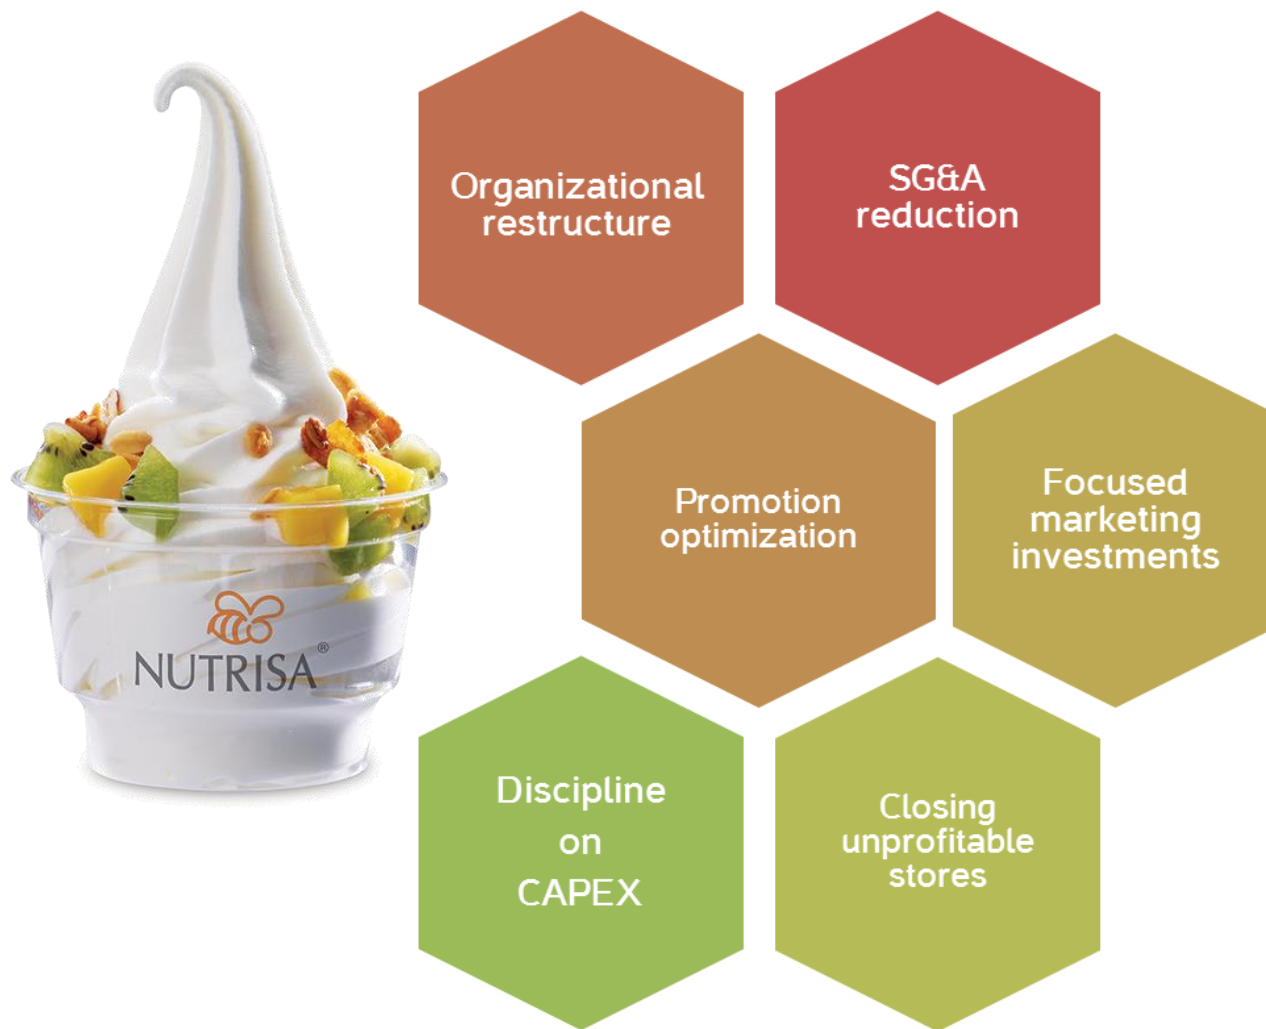 Organizational
restructure
SG&A
reduction
Promotion
optimization
Focused
marketing
investments
NUTRISA®
Discipline
on
CAPEX
Closing
unprofitable
stores